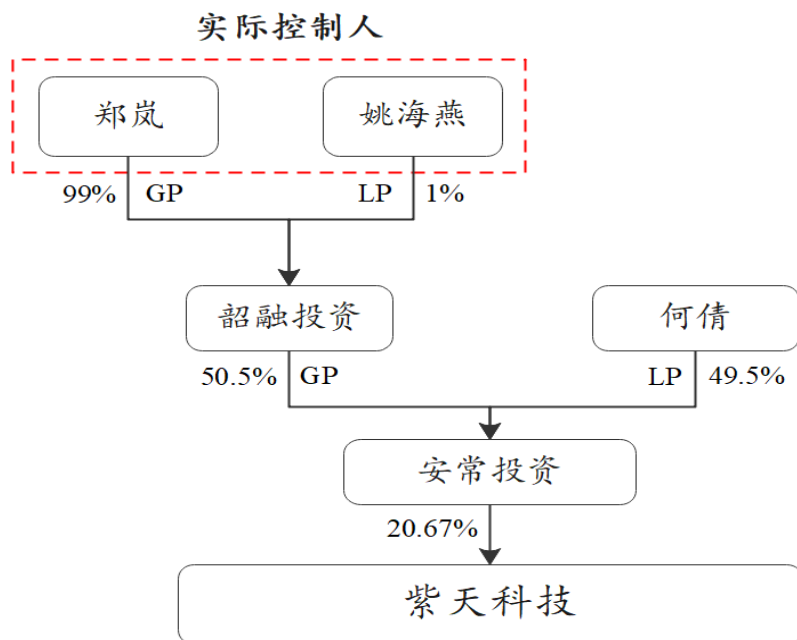 实际控制人
郑岚 姚海燕
99% GP LP 1%
韶融投资 何倩
50.5% GP LP 49.5%
安常投资
20.67%
紫天科技